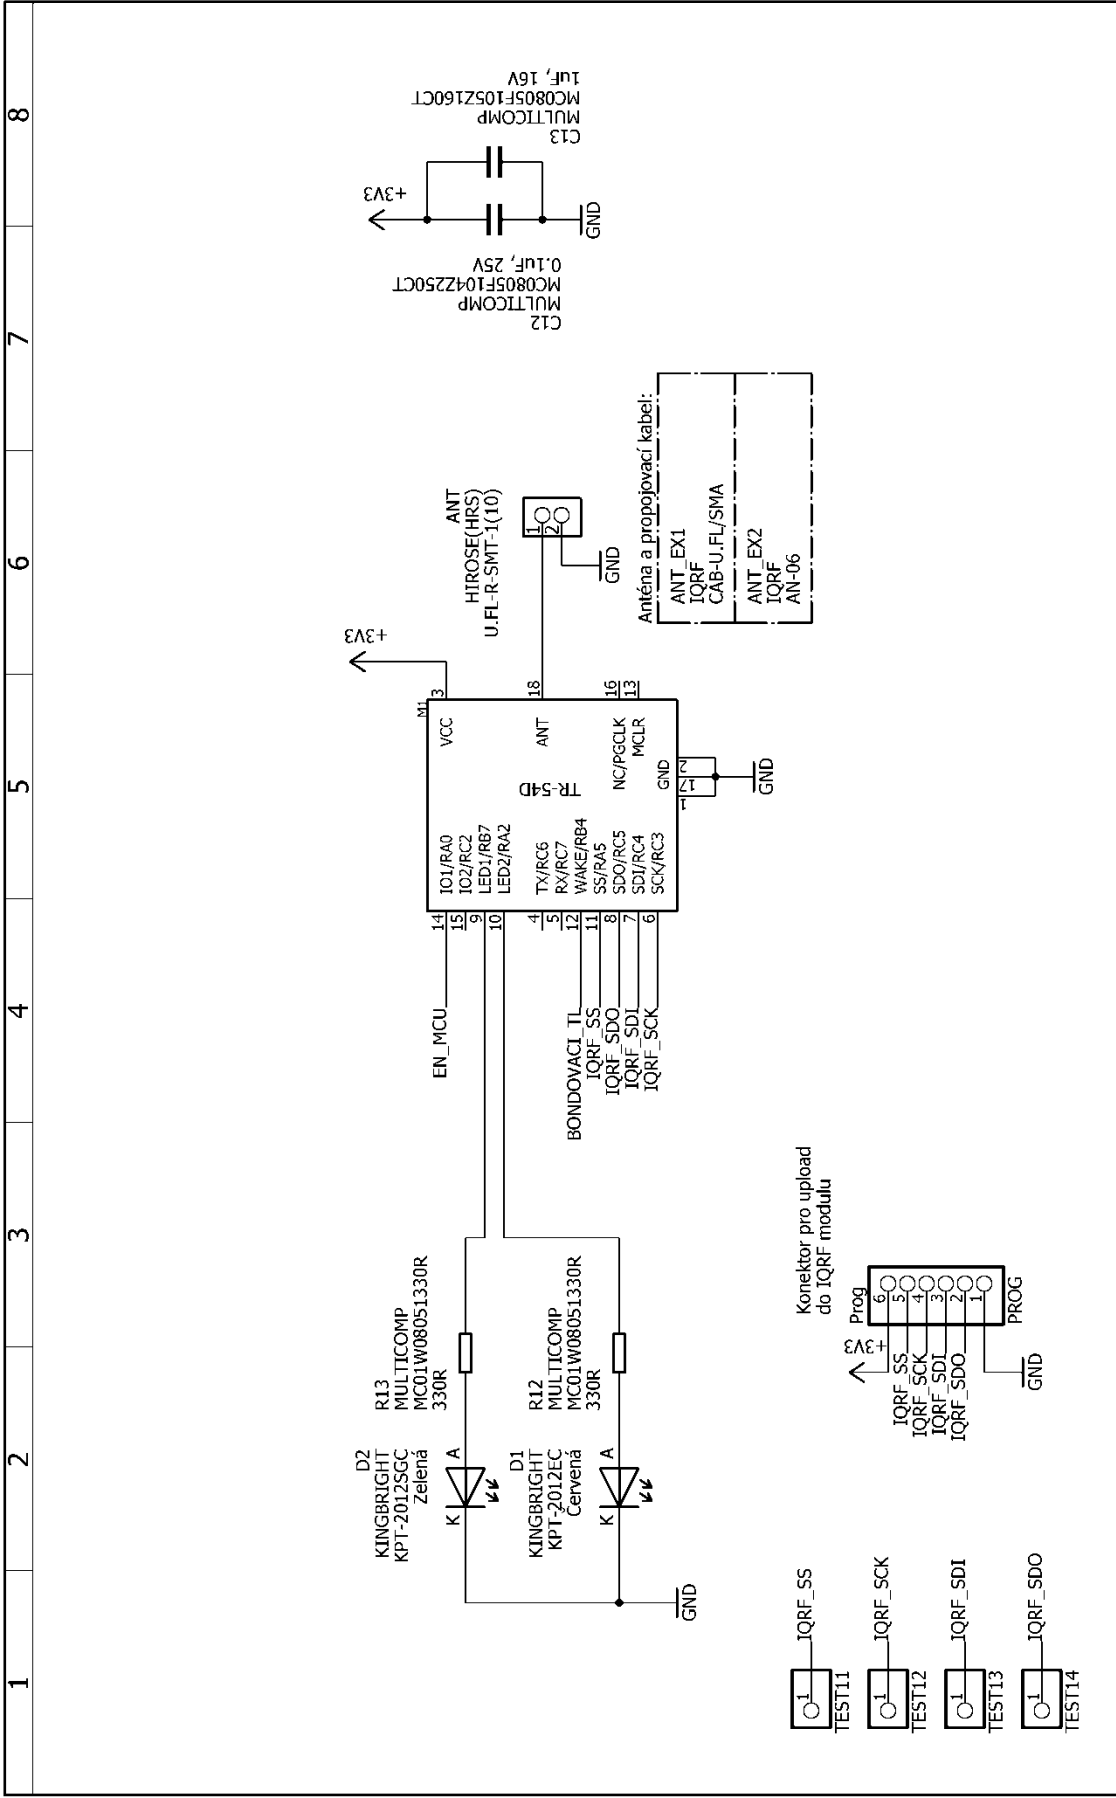 1
2
3
4
5
6
7
8
D2
KINGBRIGHT
KPT-2012SGC
Zelená
K
A
R13
MULTICOMP
MC01W08051330R
330R
D1
KINGBRIGHT
KPT-2012EC
Červená
K
A
R12
MULTICOMP
MC01W08051330R
330R
GND
EN_MCU
BONDOVACI_TL
IQRF_SS
IQRF_SDO
IQRF_SDI
IQRF_SCK
14
15
9
10
4
5
12
11
8
7
6
IO1/RA0
IO2/RC2
LED1/RB7
LED2/RA2
TX/RC6
RX/RC7
WAKE/RB4
SS/RA5
SDO/RC5
SDI/RC4
SCK/RC3
M1
TR-54D
VCC
ANT
NC/PGCLK
MCLR
GND
3
18
16
13
1
17
2
GND
+3V3
ANT
HIROSE(HRS)
U.FL-R-SMT-1(10)
1
2
GND
Anténa a propojovací kabel:
ANT_EX1
IQRF
CAB-U.FL/SMA
ANT_EX2
IQRF
AN-06
C12
MULTICOMP
MC0805F104Z250CT
0.1uF, 25V
+3V3
GND
C13
MULTICOMP
MC0805F105Z160CT
1uF, 16V
1
IQRF_SS
TEST11
1
IQRF_SCK
TEST12
1
IQRF_SDI
TEST13
1
IQRF_SDO
TEST14
Konektor pro upload
do IQRF modulu
Prog
+3V3
IQRF_SS
IQRF_SCK
IQRF_SDI
IQRF_SDO
GND
6
5
4
3
2
1
PROG